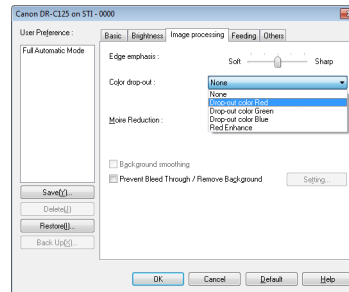 Canon DR-C125 on STI - 0000
User Preference :
Full Automatic Mode
Save(Y)...
Delete(J)
Restore(I)...
Back Up(X)...
Basic
Brightness
Image processing
Feeding
Others
Edge emphasis :
Soft
Sharp
Color drop-out :
None
None
Drop-out color Red
Drop-out color Green
Drop-out color Blue
Red Enhance
Moire Reduction :
Background smoothing
Prevent Bleed Through / Remove Background
Setting...
OK
Cancel
Default
Help